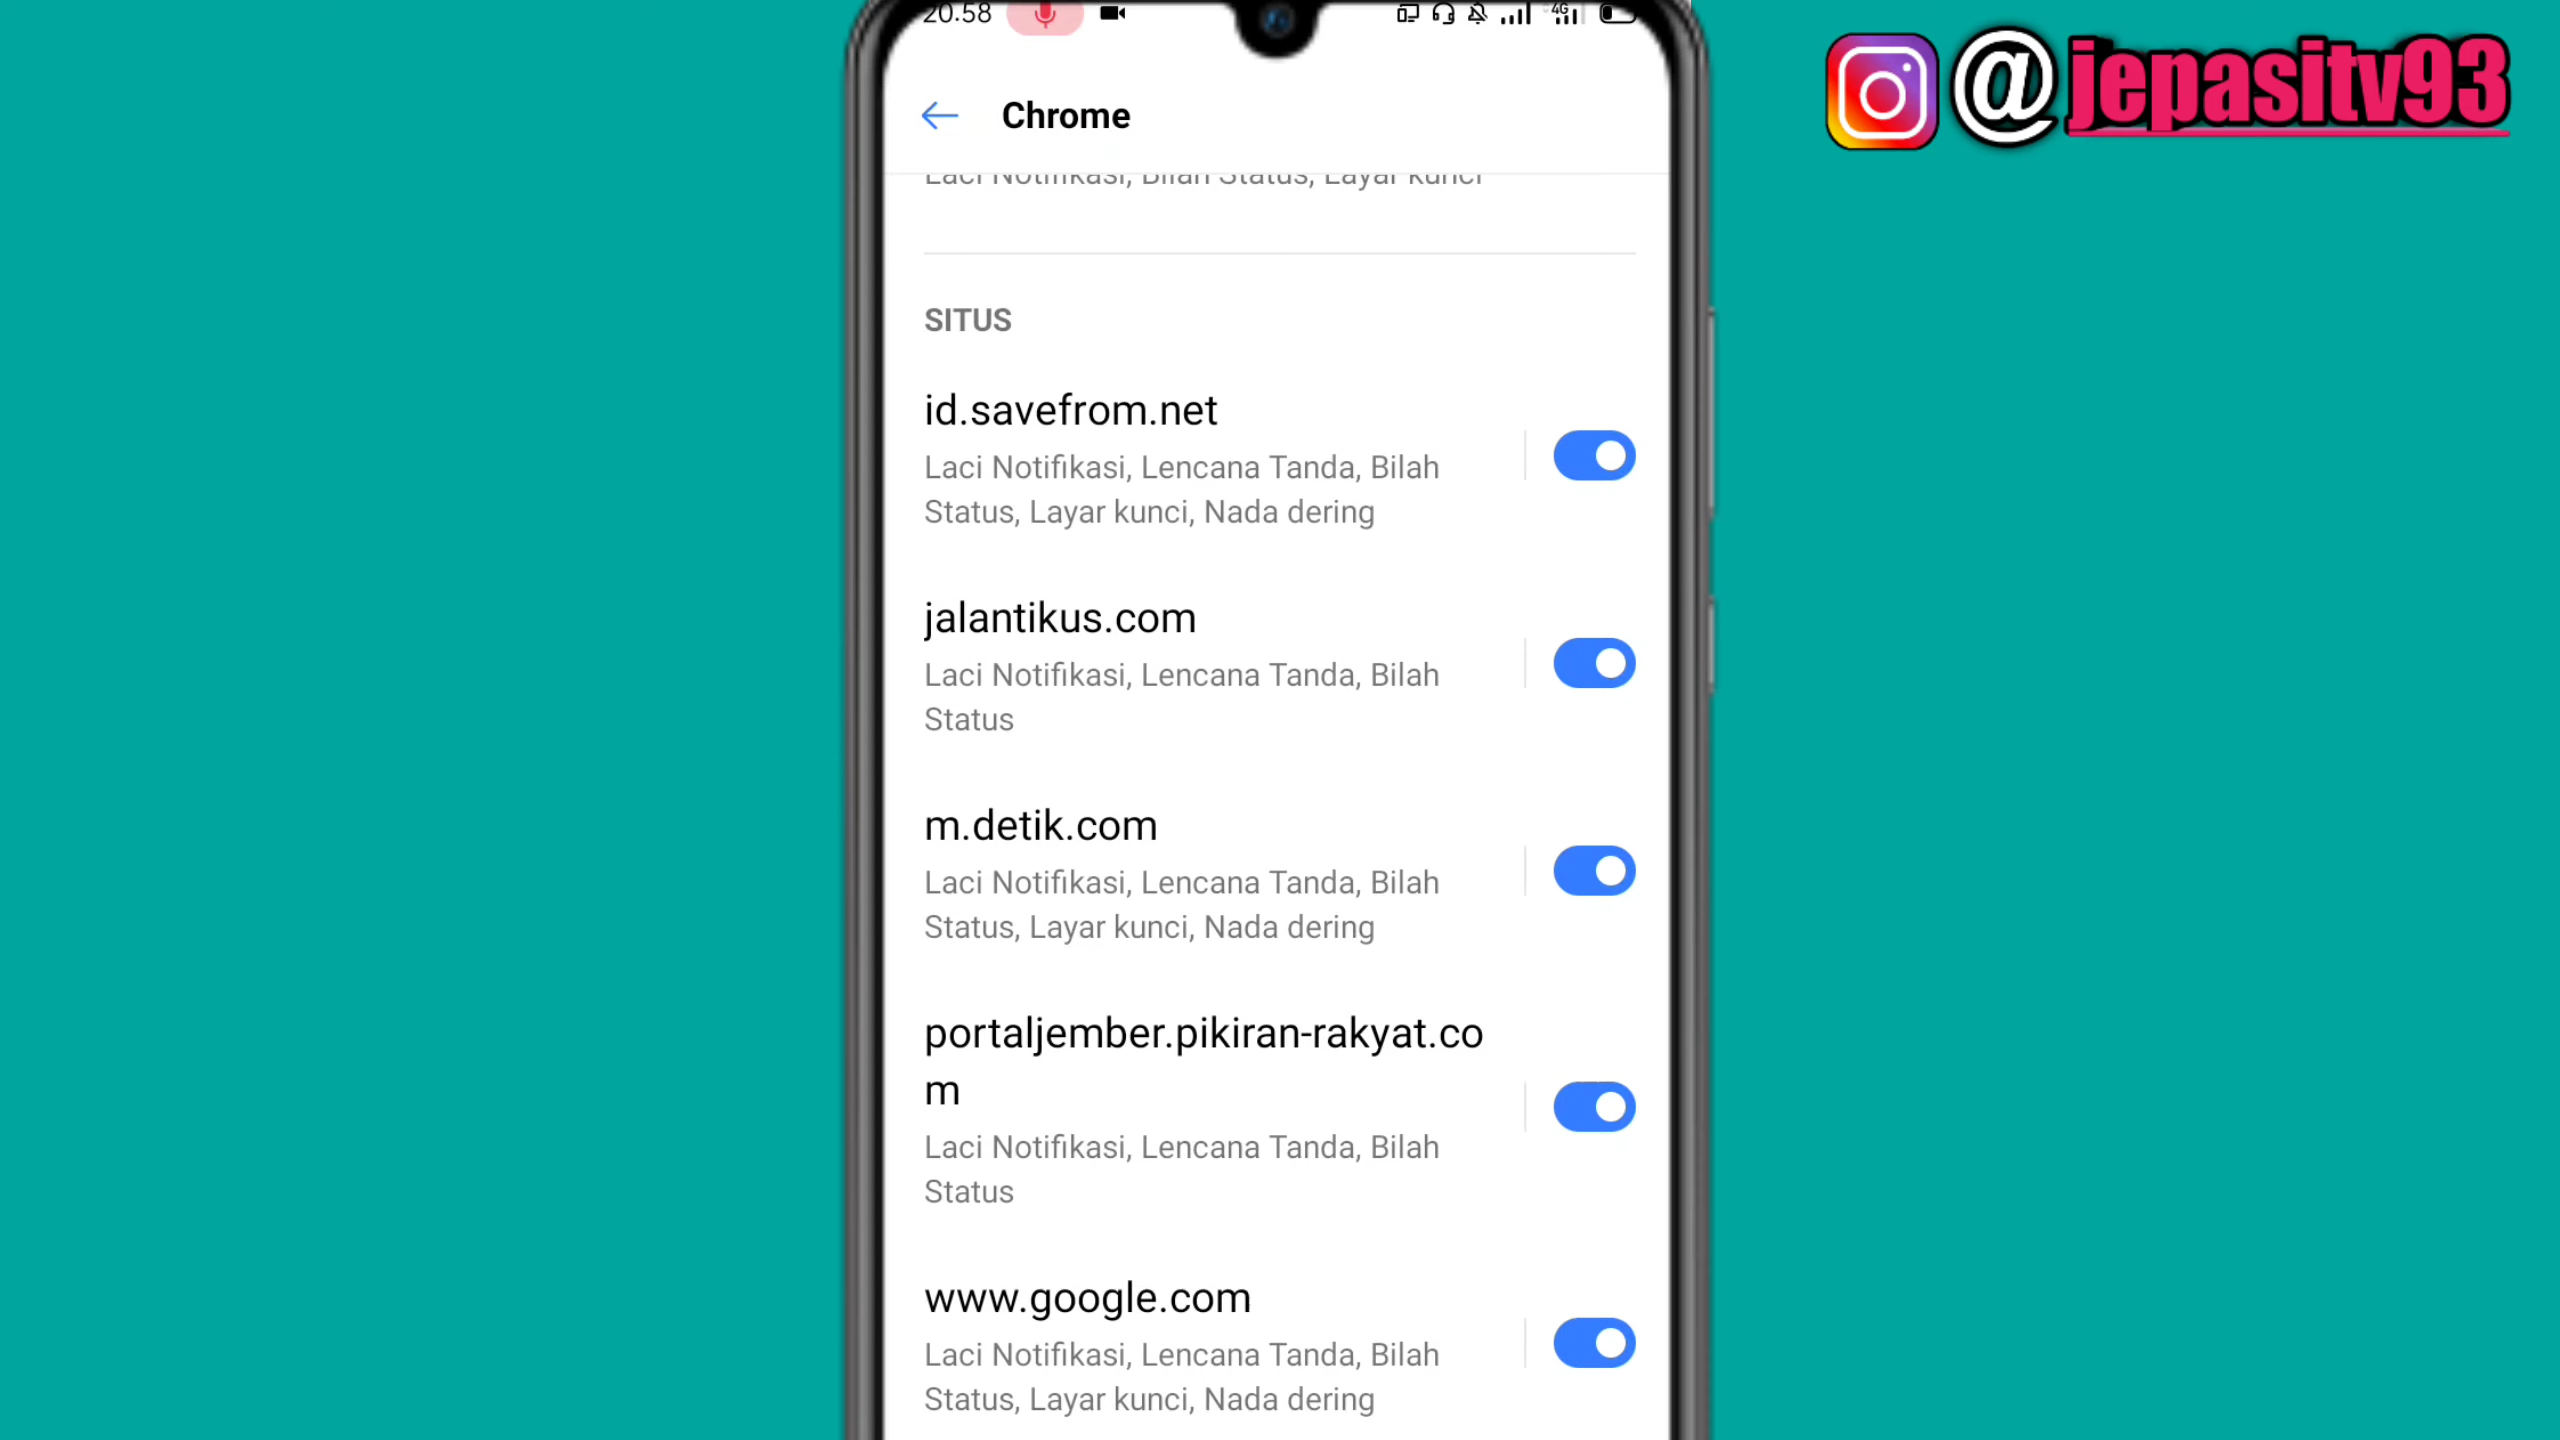 20.58
4G
@jepasitv93
Chrome
Laci Notifikasi, Bilah Status, Layar kunci
SITUS
id.savefrom.net
Laci Notifikasi, Lencana Tanda, Bilah
Status, Layar kunci, Nada dering
jalantikus.com
Laci Notifikasi, Lencana Tanda, Bilah
Status
m.detik.com
Laci Notifikasi, Lencana Tanda, Bilah
Status, Layar kunci, Nada dering
portaljember.pikiran-rakyat.co
m
Laci Notifikasi, Lencana Tanda, Bilah
Status
www.google.com
Laci Notifikasi, Lencana Tanda, Bilah
Status, Layar kunci, Nada dering